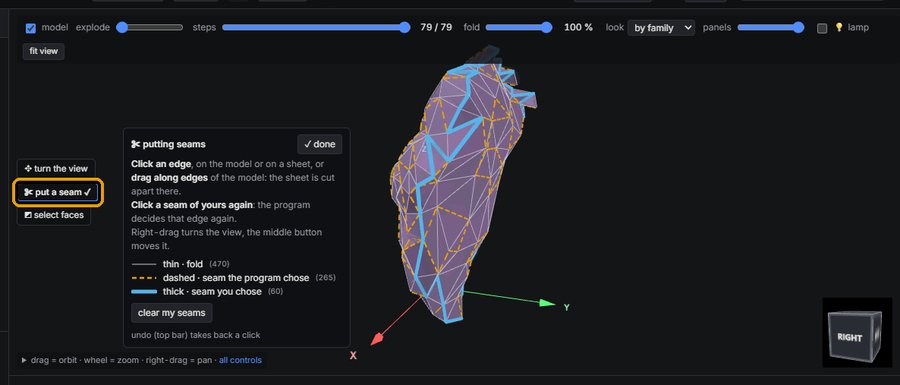 model explode steps 79 / 79 fold 100 % look by family panels 💡 lamp
fit view
✣ turn the view
✂ put a seam ✓
◩ select faces
✂ putting seams ✓ done
Click an edge, on the model or on a sheet, or
drag along edges of the model: the sheet is cut
apart there.
Click a seam of yours again: the program
decides that edge again.
Right-drag turns the view, the middle button
moves it.
thin · fold (470)
dashed · seam the program chose (265)
thick · seam you chose (60)
clear my seams
undo (top bar) takes back a click
Z
Y
X
RIGHT
▶ drag = orbit · wheel = zoom · right-drag = pan · all controls